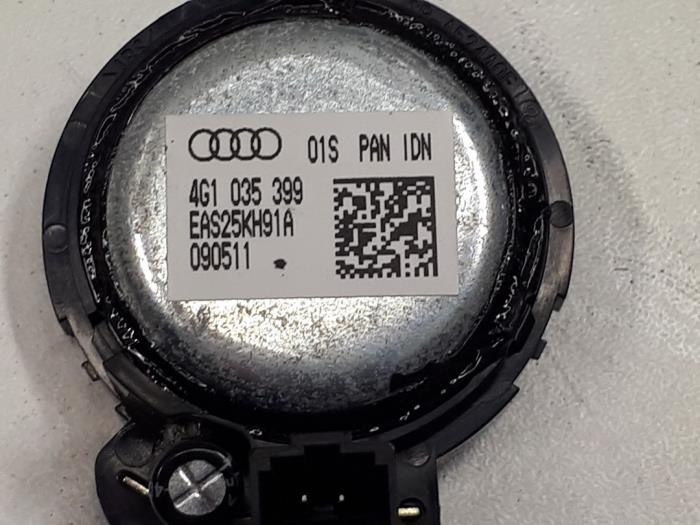 01S PAN IDN
4G1 035 399
EAS25KH91A
090511